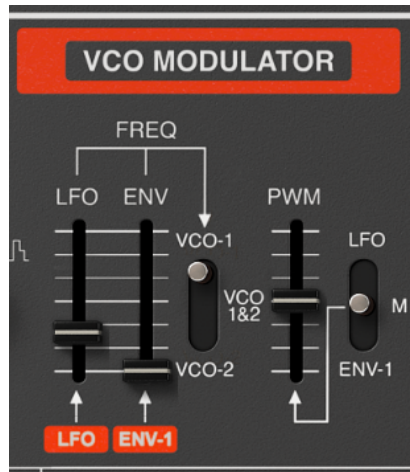 VCO MODULATOR
FREQ
LFO ENV PWM
VCO-1 LFO
VCO M
1&2
VCO-2 ENV-1
LFO ENV-1